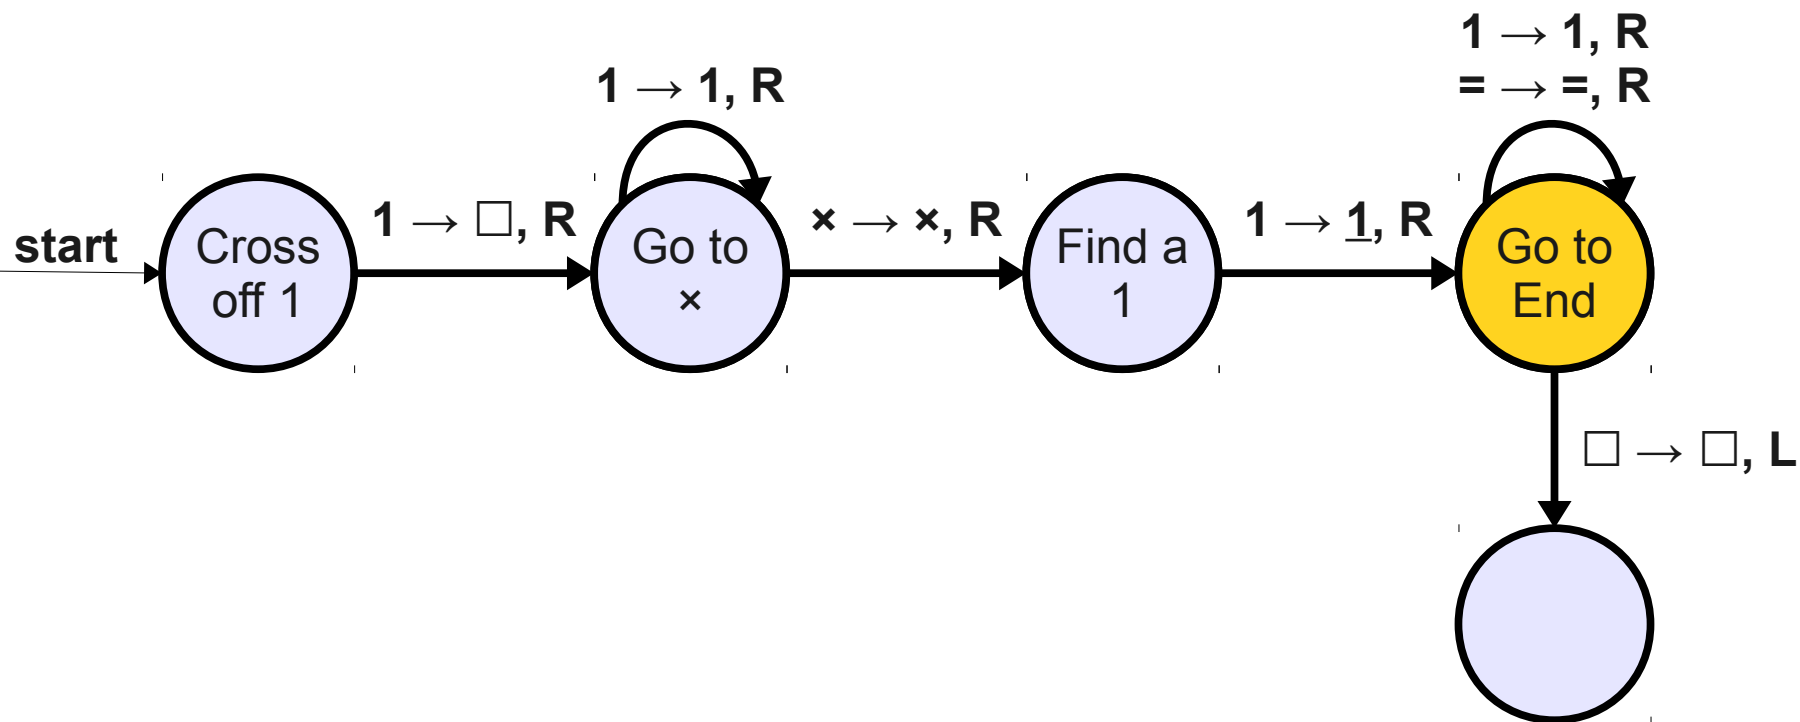 start
Cross
off 1
1 → □, R
1 → 1, R
Go to
×
× → ×, R
Find a
1
1 → 1̲, R
1 → 1, R
= → =, R
Go to
End
□ → □, L